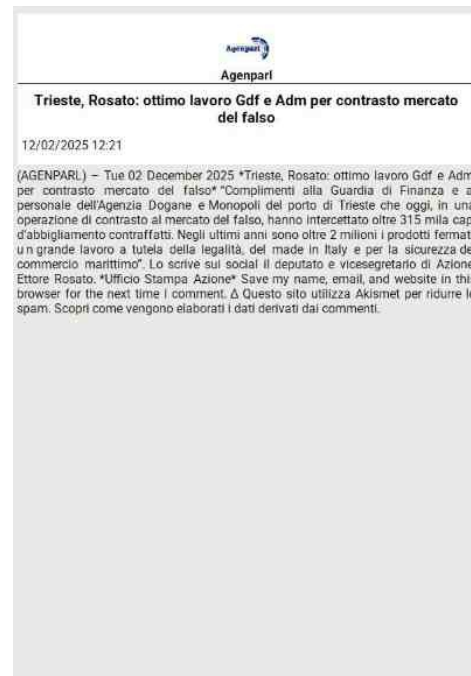 Agenparl
Agenparl
Trieste, Rosato: ottimo lavoro Gdf e Adm per contrasto mercato
del falso
12/02/2025 12:21
(AGENPARL) – Tue 02 December 2025 *Trieste, Rosato: ottimo lavoro Gdf e Adm
per contrasto mercato del falso* "Complimenti alla Guardia di Finanza e a
personale dell'Agenzia Dogane e Monopoli del porto di Trieste che oggi, in una
operazione di contrasto al mercato del falso, hanno intercettato oltre 315 mila cap
d'abbigliamento contraffatti. Negli ultimi anni sono oltre 2 milioni i prodotti fermat
un grande lavoro a tutela della legalità, del made in Italy e per la sicurezza de
commercio marittimo". Lo scrive sui social il deputato e vicesegretario di Azione
Ettore Rosato. *Ufficio Stampa Azione* Save my name, email, and website in thi
browser for the next time I comment. Δ Questo sito utilizza Akismet per ridurre l
spam. Scopri come vengono elaborati i dati derivati dai commenti.